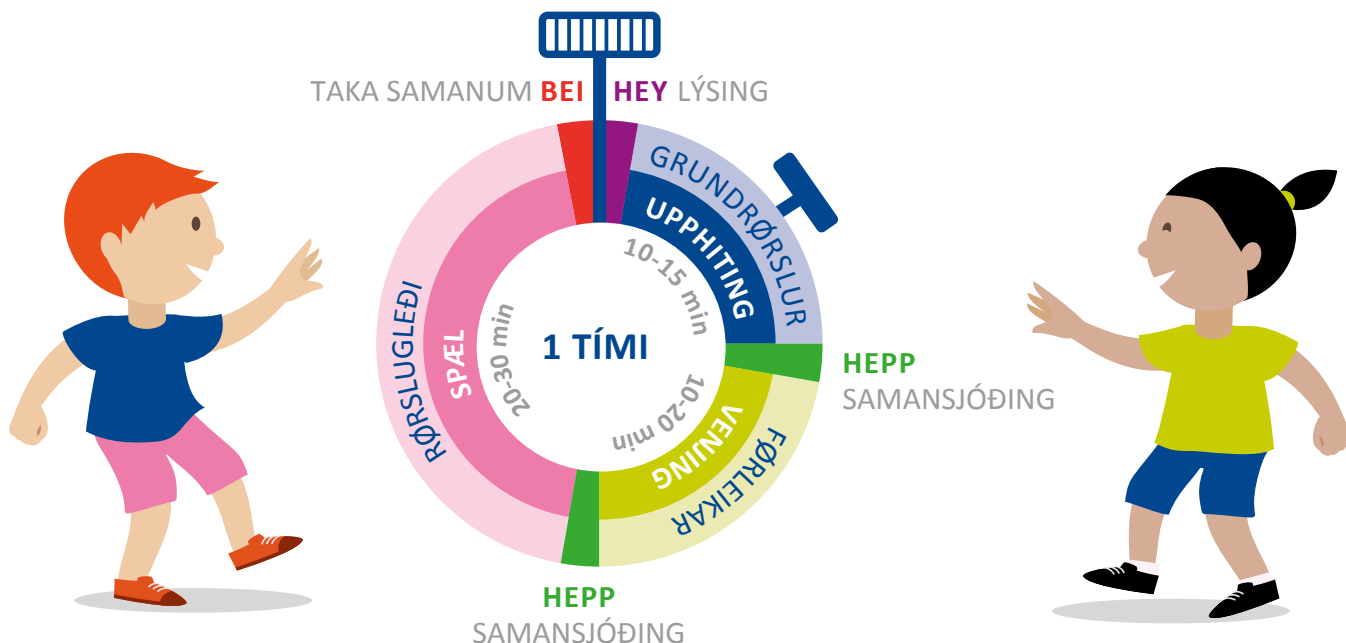 TAKA SAMANUM BEI
HEY LÝSING
GRUNDRØRSLUR
UPPHITING
10-15 min
1 TÍMI
HEPP
SAMANSJÓÐING
10-20 min
VENJING
FØRLEIKAR
HEPP
SAMANSJÓÐING
20-30 min
SPÆL
RØRSLUGLEÐI